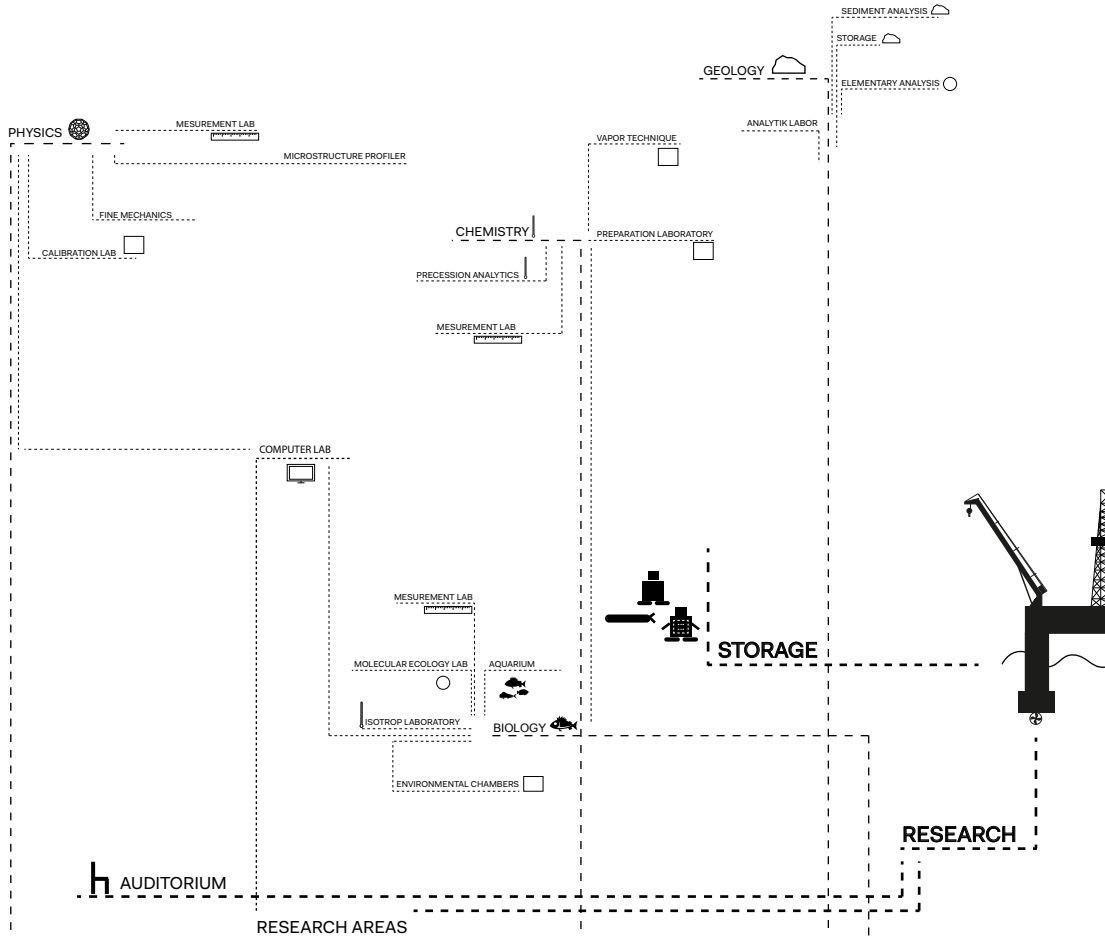 SEDIMENT ANALYSIS
STORAGE
GEOLOGY
ELEMENTARY ANALYSIS
ANALYTIK LABOR
PHYSICS
MESUREMENT LAB
MICROSTRUCTURE PROFILER
VAPOR TECHNIQUE
FINE MECHANICS
CALIBRATION LAB
CHEMISTRY
PREPARATION LABORATORY
PRECESSION ANALYTICS
MESUREMENT LAB
COMPUTER LAB
MESUREMENT LAB
MOLECULAR ECOLOGY LAB
AQUARIUM
STORAGE
ISOTROP LABORATORY
BIOLOGY
ENVIRONMENTAL CHAMBERS
RESEARCH
AUDITORIUM
RESEARCH AREAS